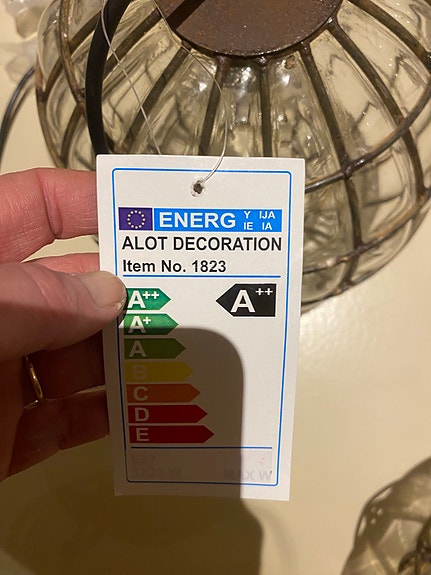 ENERG Y IJA
IE IA
ALOT DECORATION
Item No. 1823
A++ A++
A+
A
B
C
D
E
MAX W